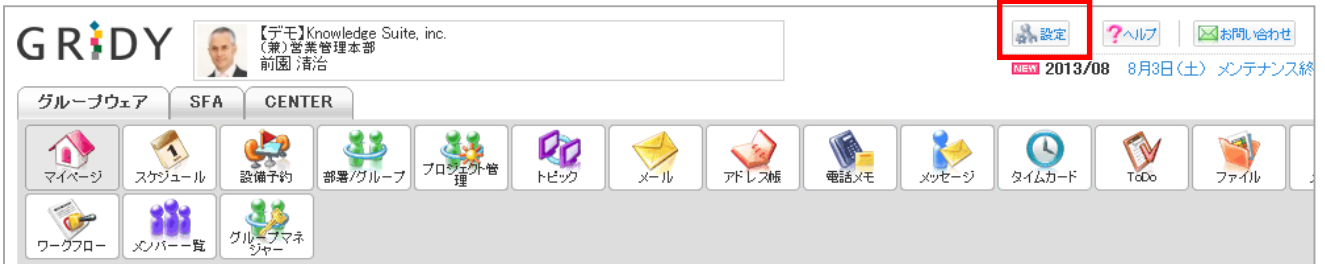 GRiDY
【デモ】Knowledge Suite, inc.
(兼)営業管理本部
前園 清治
設定
ヘルプ
お問い合わせ
NEW 2013/08 8月3日(土) メンテナンス終
グループウェア
SFA
CENTER
マイページ
スケジュール
設備予約
部署/グループ
プロジェクト管
理
トピック
メール
アドレス帳
電話メモ
メッセージ
タイムカード
ToDo
ファイル
ワークフロー
メンバー一覧
グループマネ
ジャー